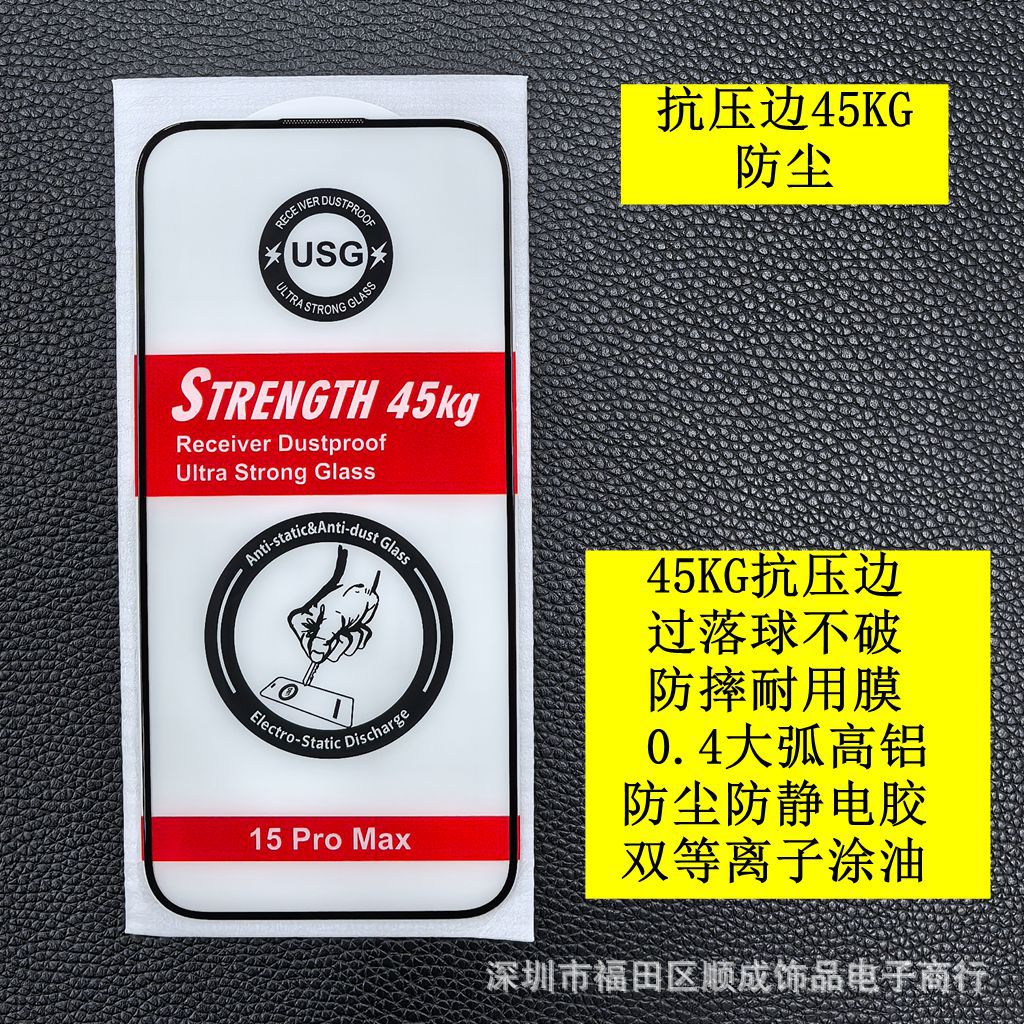 抗压边45KG
防尘
RECEIVER DUSTPROOF
USG
ULTRA STRONG GLASS
STRENGTH 45kg
Receiver Dustproof
Ultra Strong Glass
Anti-static&Anti-dust Glass
Electro-Static Discharge
15 Pro Max
45KG抗压边
过落球不破
防摔耐用膜
0.4大弧高铝
防尘防静电胶
双等离子涂油
深圳市福田区顺成饰品电子商行